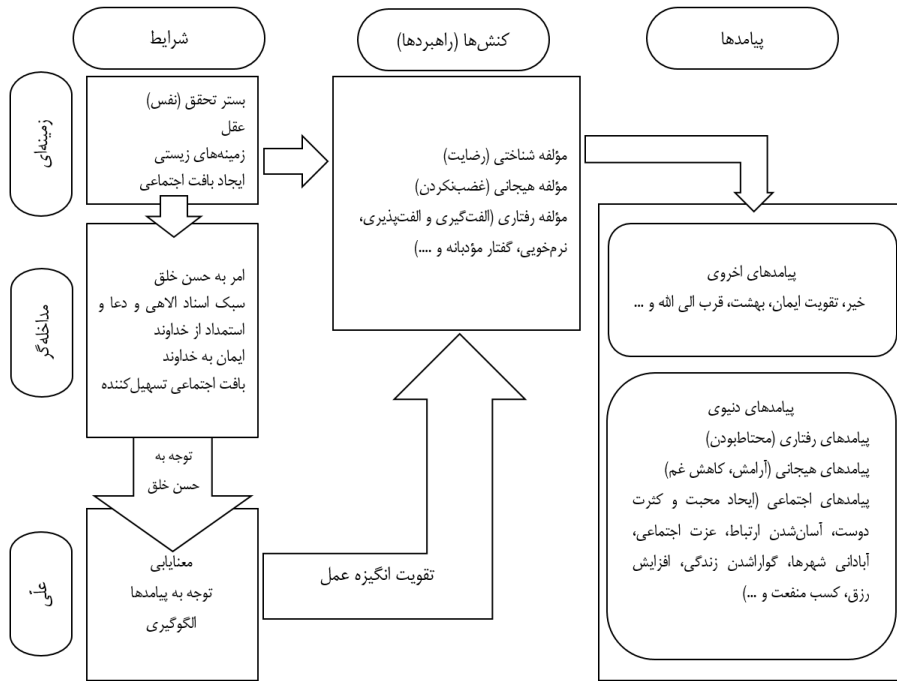 شرایط
کنش‌ها (راهبردها)
پیامدها
زمینه‌ای
بستر تحقق (نفس)
عقل
زمینه‌های زیستی
ایجاد بافت اجتماعی
مداخله‌گر
امر به حسن خلق
سبک اسناد الاهی و دعا و
استمداد از خداوند
ایمان به خداوند
بافت اجتماعی تسهیل‌کننده
توجه به
حسن خلق
علّی
معنایابی
توجه به پیامدها
الگوگیری
تقویت انگیزه عمل
مؤلفه شناختی (رضایت)
مؤلفه هیجانی (غضب‌نکردن)
مؤلفه رفتاری (الفت‌گیری و الفت‌پذیری،
نرم‌خویی، گفتار مؤدبانه و ....)
پیامدهای اخروی
خیر، تقویت ایمان، بهشت، قرب الی الله و ...
پیامدهای دنیوی
پیامدهای رفتاری (محتاط‌بودن)
پیامدهای هیجانی (آرامش، کاهش غم)
پیامدهای اجتماعی (ایحاد محبت و کثرت
دوست، آسان‌شدن ارتباط، عزت اجتماعی،
آبادانی شهرها، گواراشدن زندگی، افزایش
رزق، کسب منفعت و ...)